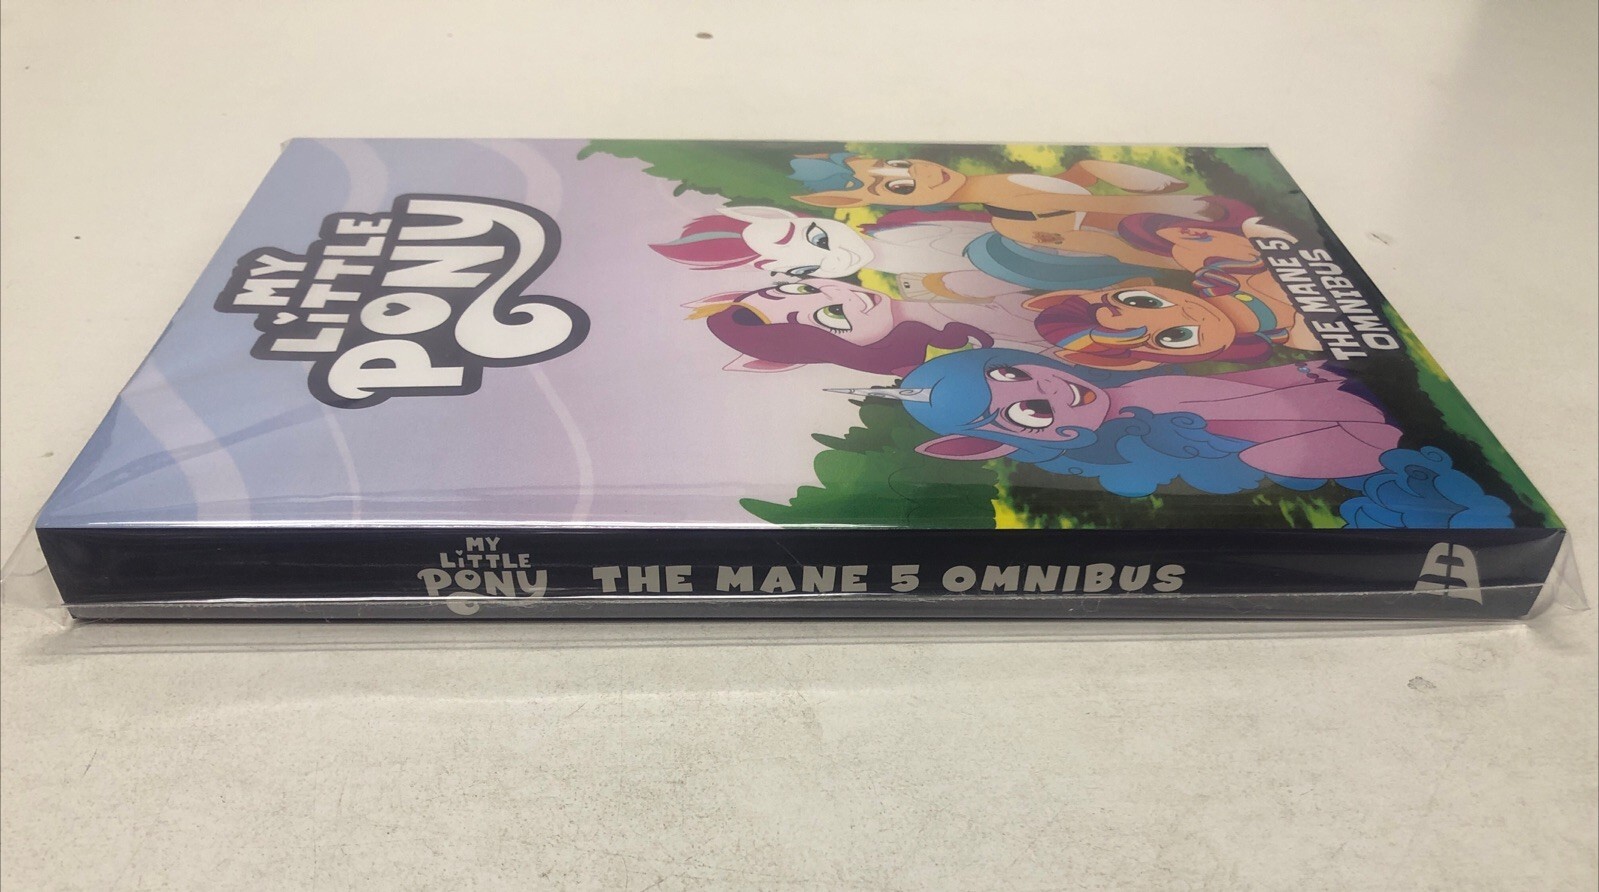 MY
LiTTLE
PONY
THE MANE 5
OMNIBUS
MY
LiTTLE
PONY
THE MANE 5 OMNIBUS